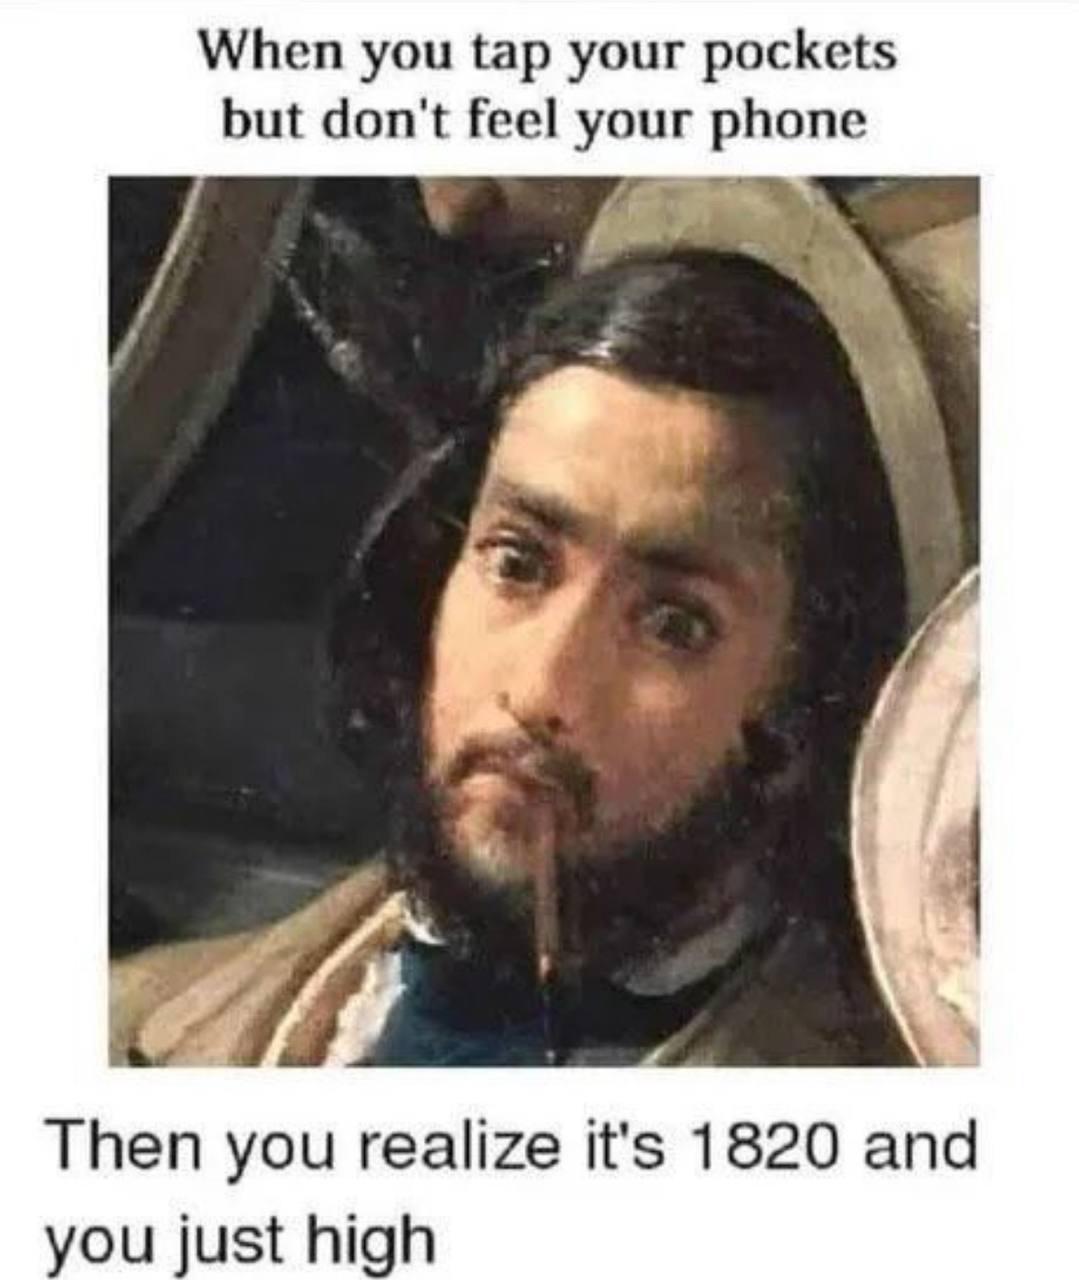 When you tap your pockets
but don't feel your phone
Then you realize it's 1820 and
you just high